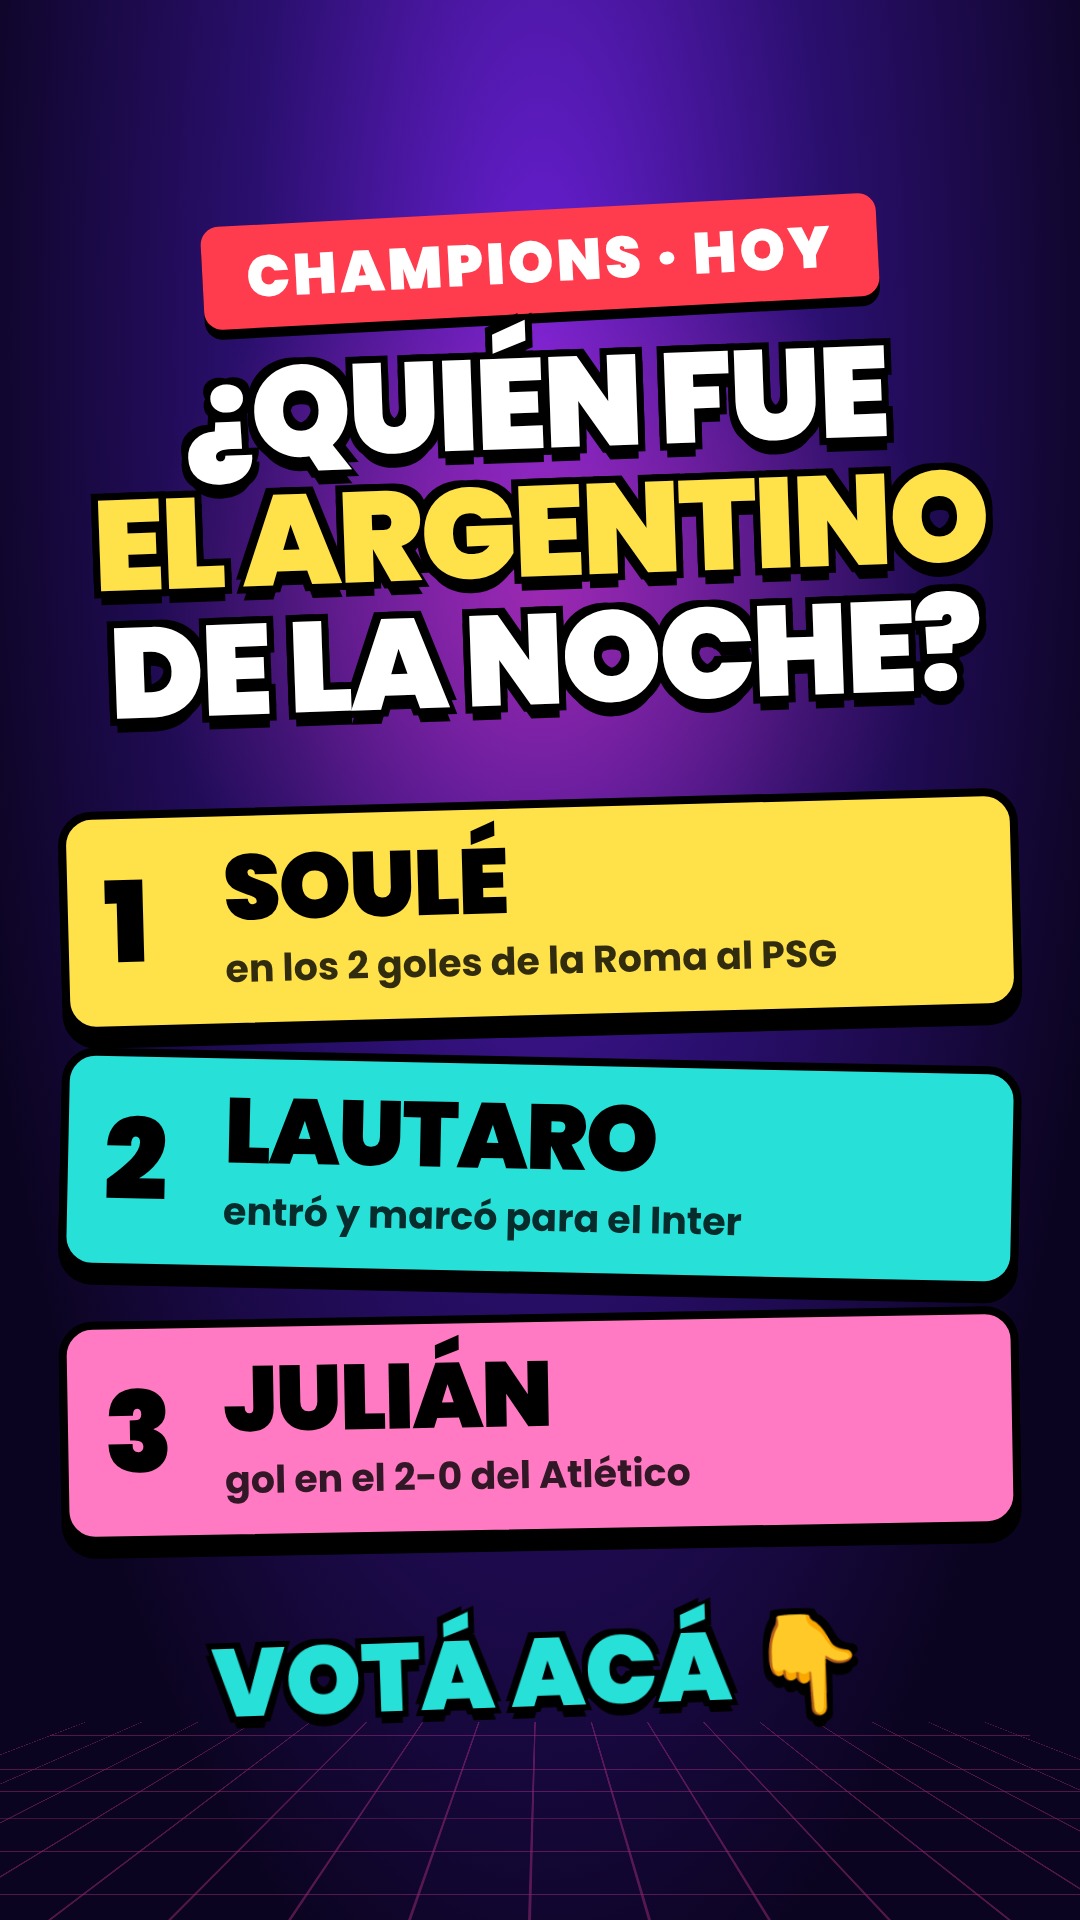 CHAMPIONS · HOY
¿QUIÉN FUE
EL ARGENTINO
DE LA NOCHE?
1
SOULÉ
en los 2 goles de la Roma al PSG
2
LAUTARO
entró y marcó para el Inter
3
JULIÁN
gol en el 2-0 del Atlético
VOTÁ ACÁ 👇